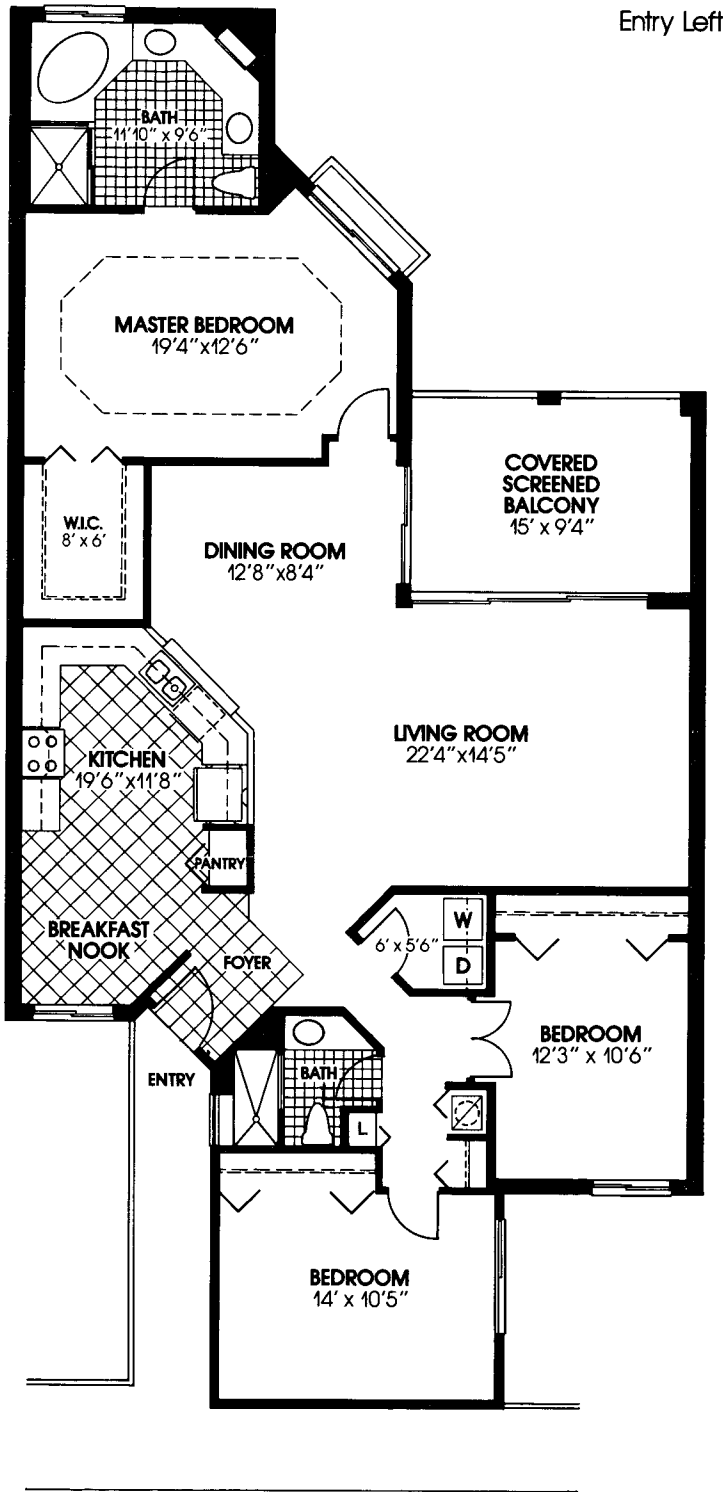 Entry Left
BATH
11'10" x 9'6"
MASTER BEDROOM
19'4"x12'6"
COVERED
SCREENED
BALCONY
15' x 9'4"
W.I.C.
8' x 6'
DINING ROOM
12'8"x8'4"
LIVING ROOM
22'4"x14'5"
KITCHEN
19'6"x11'8"
PANTRY
BREAKFAST
NOOK
FOYER
W
6' x 5'6"
D
BEDROOM
12'3" x 10'6"
ENTRY
BATH
L
BEDROOM
14' x 10'5"